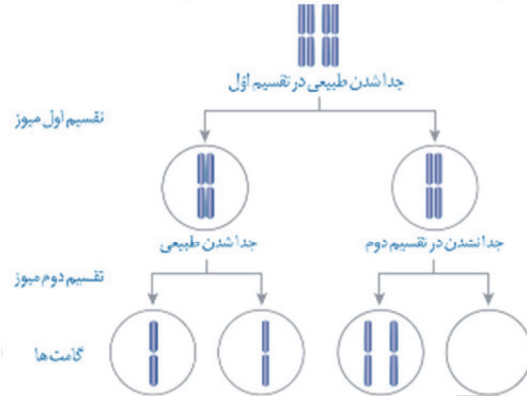 جدا شدن طبیعی در تقسیم اوّل
تقسیم اول میوز
جدا شدن طبیعی
جدا نشدن در تقسیم دوم
تقسیم دوم میوز
گامت ها